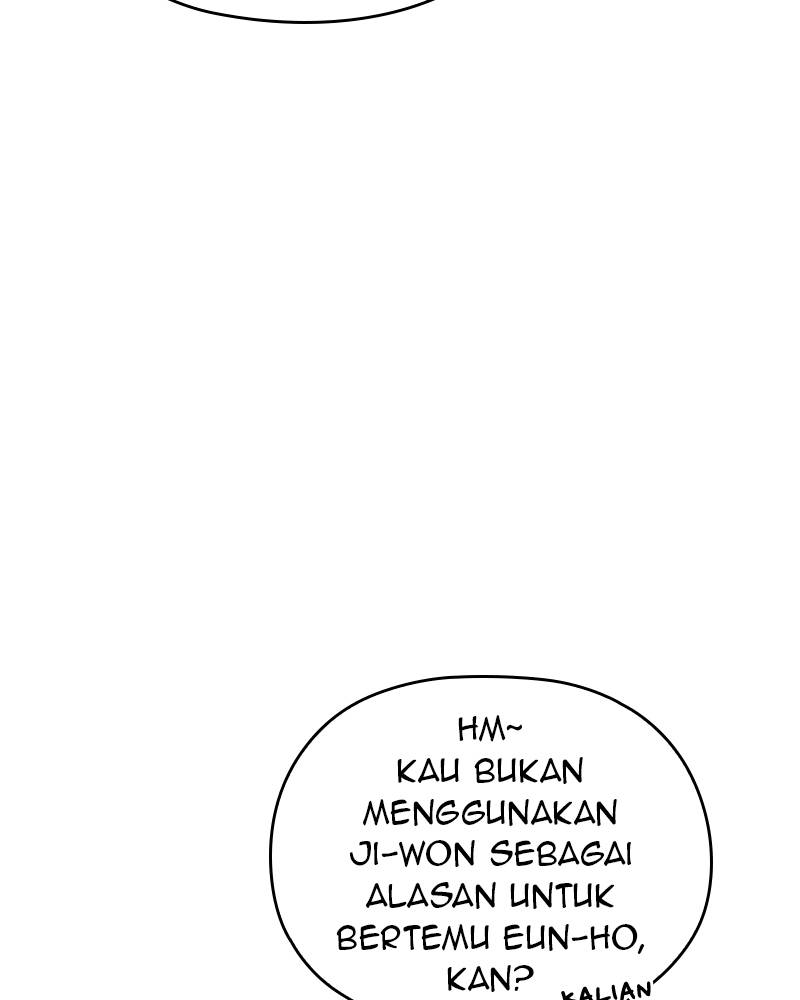 HM~
KAU BUKAN
MENGGUNAKAN
JI-WON SEBAGAI
ALASAN UNTUK
BERTEMU EUN-HO,
KAN?
KALIAN